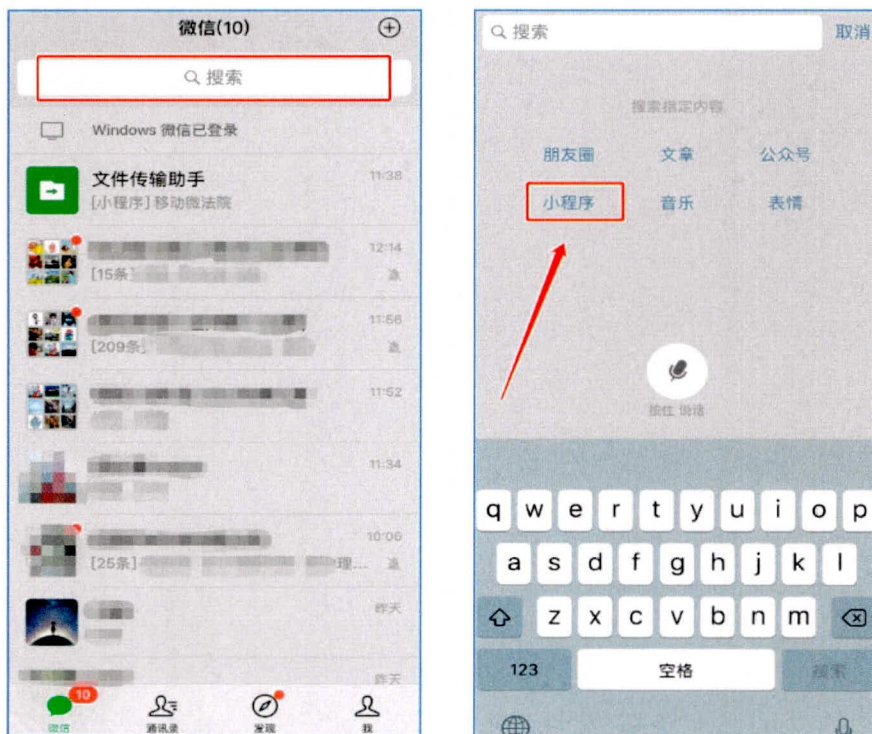 微信(10)
搜索
Windows 微信已登录
文件传输助手
11:38
[小程序] 移动微法院
12:14
[15条]
11:56
[209条]
11:52
11:34
10:06
[25条]
理...
昨天
昨天
10
微信
通讯录
发现
我
搜索
取消
搜索指定内容
朋友圈
文章
公众号
小程序
音乐
表情
按住 说话
q w e r t y u i o p
a s d f g h j k l
z x c v b n m
123
空格
搜索